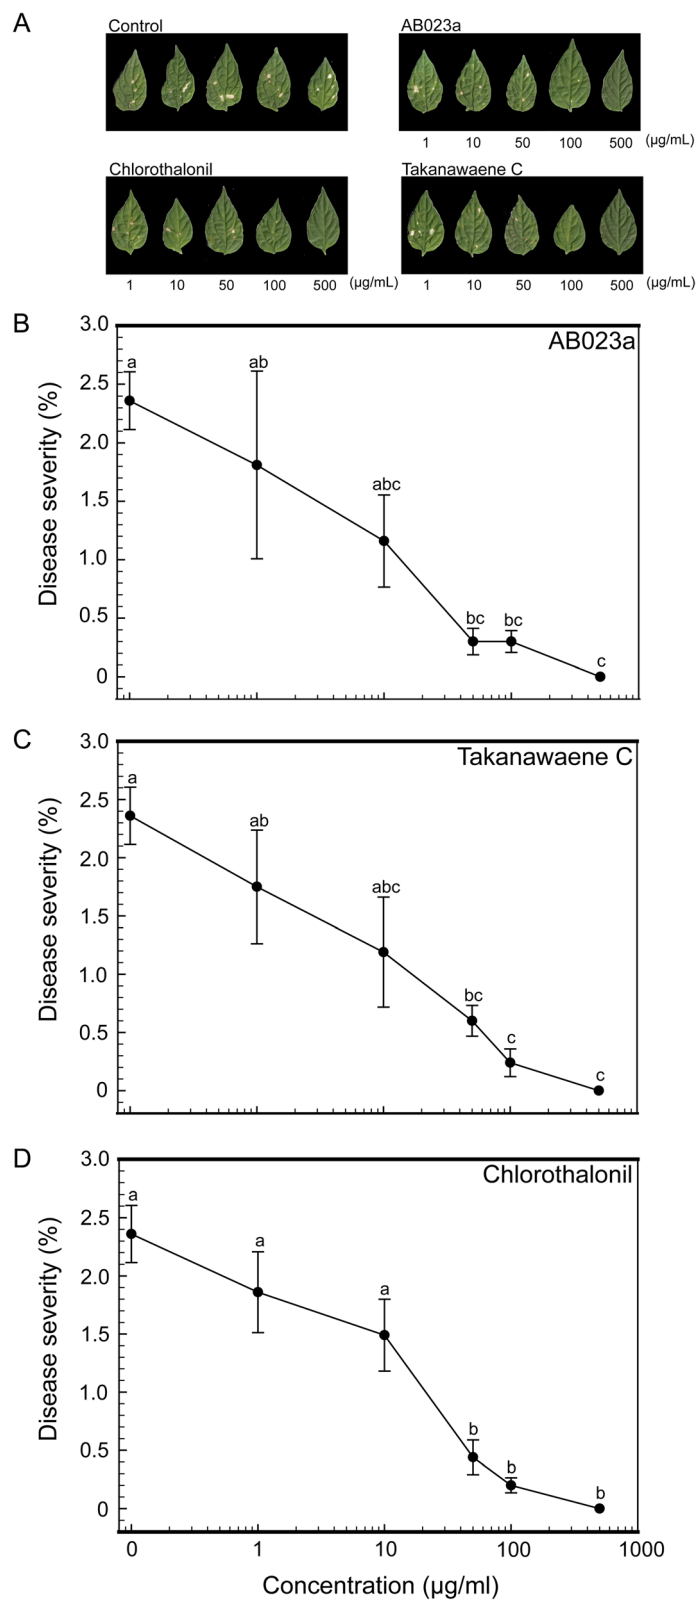 A
Control
AB023a
1 10 50 100 500 (µg/mL)
Chlorothalonil
Takanawaene C
1 10 50 100 500 (µg/mL)
1 10 50 100 500 (µg/mL)
B
3.0
AB023a
2.5
2.0
1.5
1.0
0.5
0
Disease severity (%)
a
ab
abc
bc
bc
c
C
3.0
Takanawaene C
2.5
2.0
1.5
1.0
0.5
0
Disease severity (%)
a
ab
abc
bc
c
c
D
3.0
Chlorothalonil
2.5
2.0
1.5
1.0
0.5
0
Disease severity (%)
a
a
a
b
b
b
0 1 10 100 1000
Concentration (µg/ml)